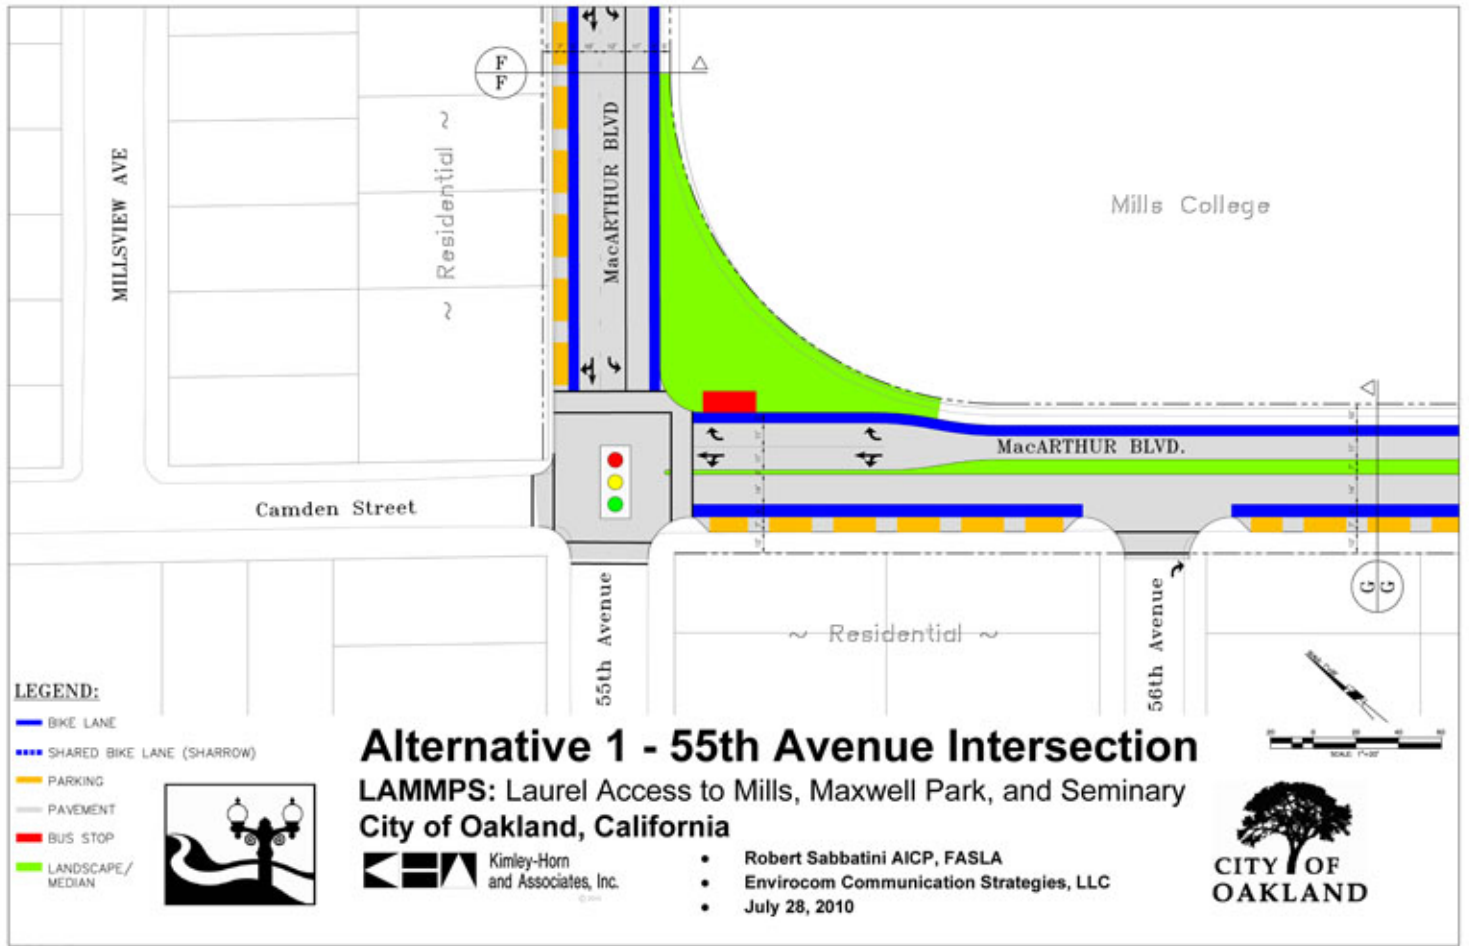 F
F
MacARTHUR BLVD
MILLSVIEW AVE
~ Residential ~
Mills College
MacARTHUR BLVD.
Camden Street
55th Avenue
~ Residential ~
56th Avenue
G G
LEGEND:
BIKE LANE
SHARED BIKE LANE (SHARROW)
PARKING
PAVEMENT
BUS STOP
LANDSCAPE/
MEDIAN
Alternative 1 - 55th Avenue Intersection
LAMMPS: Laurel Access to Mills, Maxwell Park, and Seminary
City of Oakland, California
Kimley-Horn
and Associates, Inc.
• Robert Sabbatini AICP, FASLA
• Envirocom Communication Strategies, LLC
• July 28, 2010
SCALE: 1"=20'
CITY OF
OAKLAND